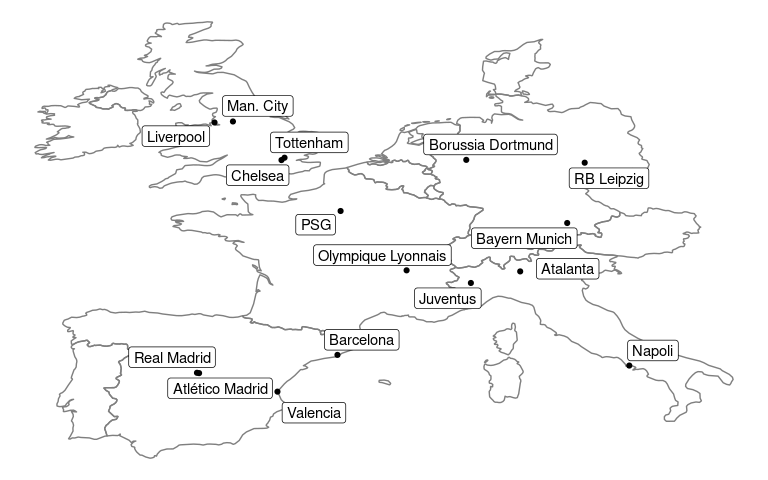 Man. City
Liverpool
Tottenham
Borussia Dortmund
Chelsea
RB Leipzig
PSG
Bayern Munich
Olympique Lyonnais
Atalanta
Juventus
Barcelona
Napoli
Real Madrid
Atlético Madrid
Valencia